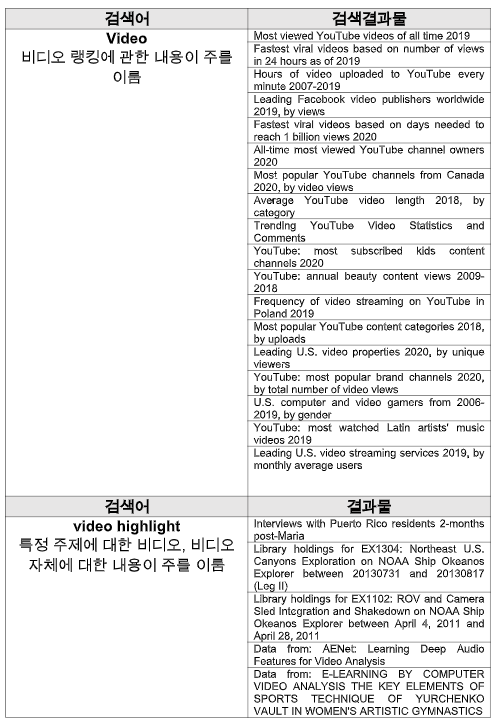 검색어
검색결과물
Video
비디오 랭킹에 관한 내용이 주를
이룸
Most viewed YouTube videos of all time 2019
Fastest viral videos based on number of views
in 24 hours as of 2019
Hours of video uploaded to YouTube every
minute 2007-2019
Leading Facebook video publishers worldwide
2019, by views
Fastest viral videos based on days needed to
reach 1 billion views 2020
All-time most viewed YouTube channel owners
2020
Most popular YouTube channels from Canada
2020, by video views
Average YouTube video length 2018, by
category
Trending YouTube Video Statistics and
Comments
YouTube: most subscribed kids content
channels 2020
YouTube: annual beauty content views 2009-
2018
Frequency of video streaming on YouTube in
Poland 2019
Most popular YouTube content categories 2018,
by uploads
Leading U.S. video properties 2020, by unique
viewers
YouTube: most popular brand channels 2020,
by total number of video views
U.S. computer and video gamers from 2006-
2019, by gender
YouTube: most watched Latin artists' music
videos 2019
Leading U.S. video streaming services 2019, by
monthly average users
검색어
결과물
video highlight
특정 주제에 대한 비디오, 비디오
자체에 대한 내용이 주를 이룸
Interviews with Puerto Rico residents 2-months
post-Maria
Library holdings for EX1304: Northeast U.S.
Canyons Exploration on NOAA Ship Okeanos
Explorer between 20130731 and 20130817
(Leg II)
Library holdings for EX1102: ROV and Camera
Sled Integration and Shakedown on NOAA Ship
Okeanos Explorer between April 4, 2011 and
April 28, 2011
Data from: AENet: Learning Deep Audio
Features for Video Analysis
Data from: E-LEARNING BY COMPUTER
VIDEO ANALYSIS THE KEY ELEMENTS OF
SPORTS TECHNIQUE OF YURCHENKO
VAULT IN WOMEN'S ARTISTIC GYMNASTICS